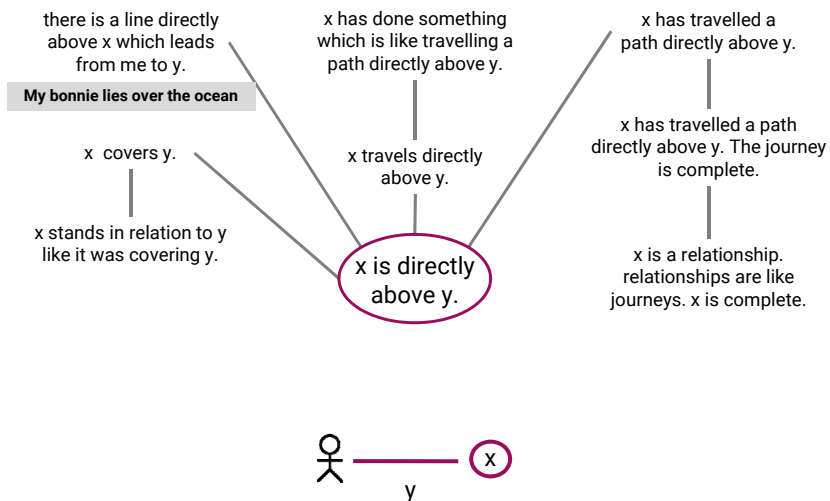 there is a line directly
above x which leads
from me to y.
My bonnie lies over the ocean
x covers y.
x stands in relation to y
like it was covering y.
x has done something
which is like travelling a
path directly above y.
x travels directly
above y.
x is directly
above y.
x has travelled a
path directly above y.
x has travelled a path
directly above y. The journey
is complete.
x is a relationship.
relationships are like
journeys. x is complete.
x
y